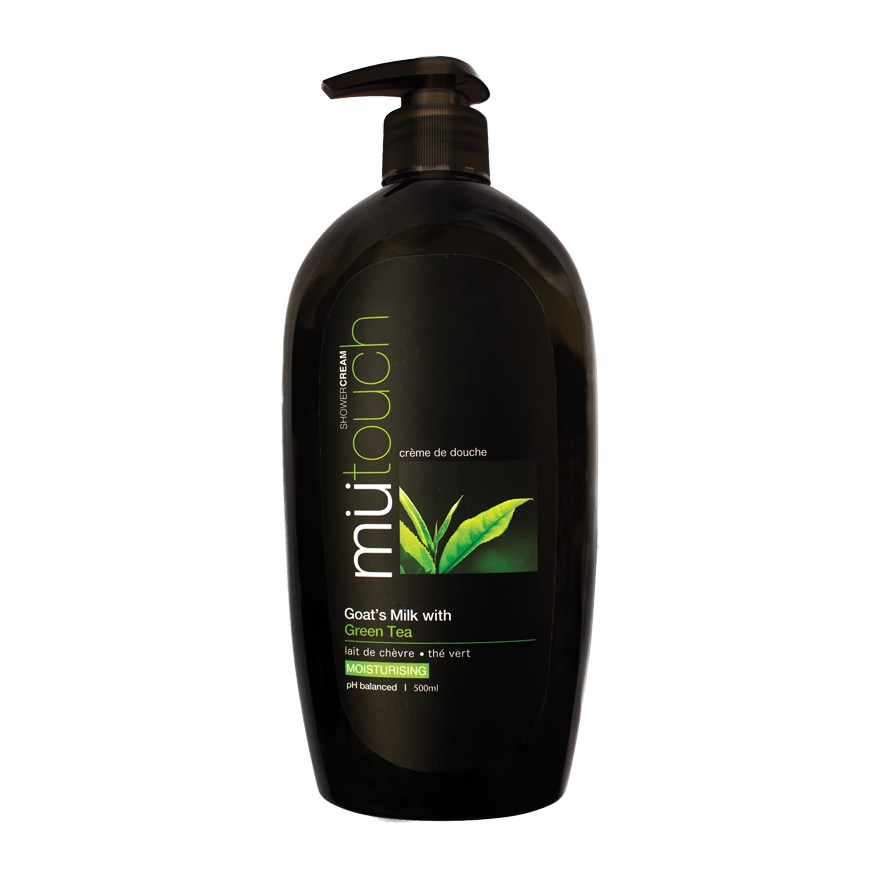 SHOWERCREAM
mütouch
crème de douche
Goat's Milk with
Green Tea
lait de chèvre • thé vert
MOISTURISING
pH balanced | 500ml